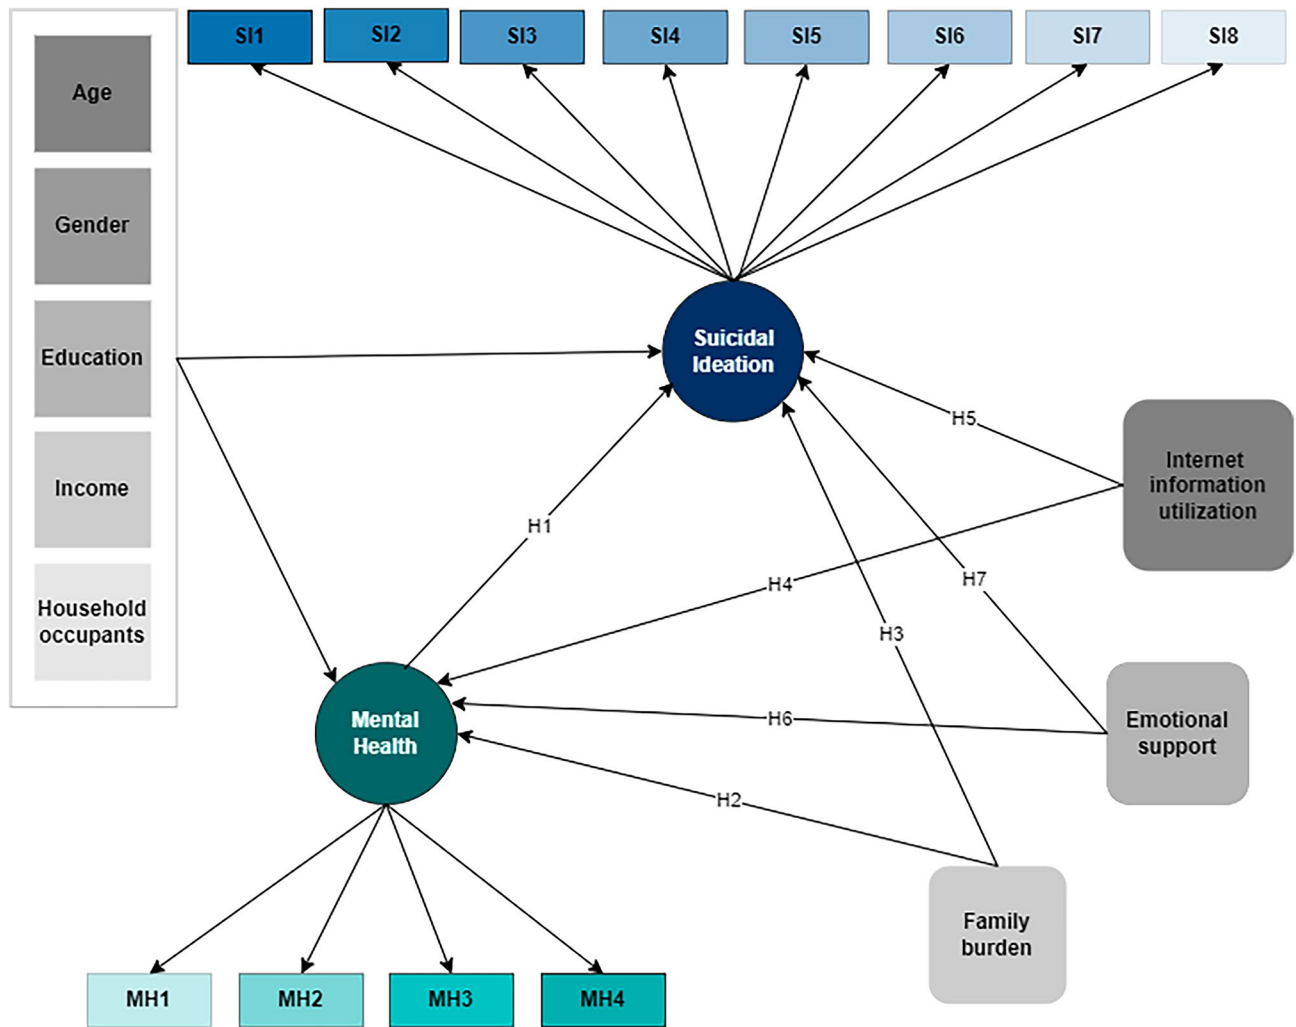 SI1
SI2
SI3
SI4
SI5
SI6
SI7
SI8
Age
Gender
Education
Income
Household
occupants
Suicidal
Ideation
H5
Internet
information
utilization
H1
H4
H7
H3
Mental
Health
H6
Emotional
support
H2
Family
burden
MH1
MH2
MH3
MH4